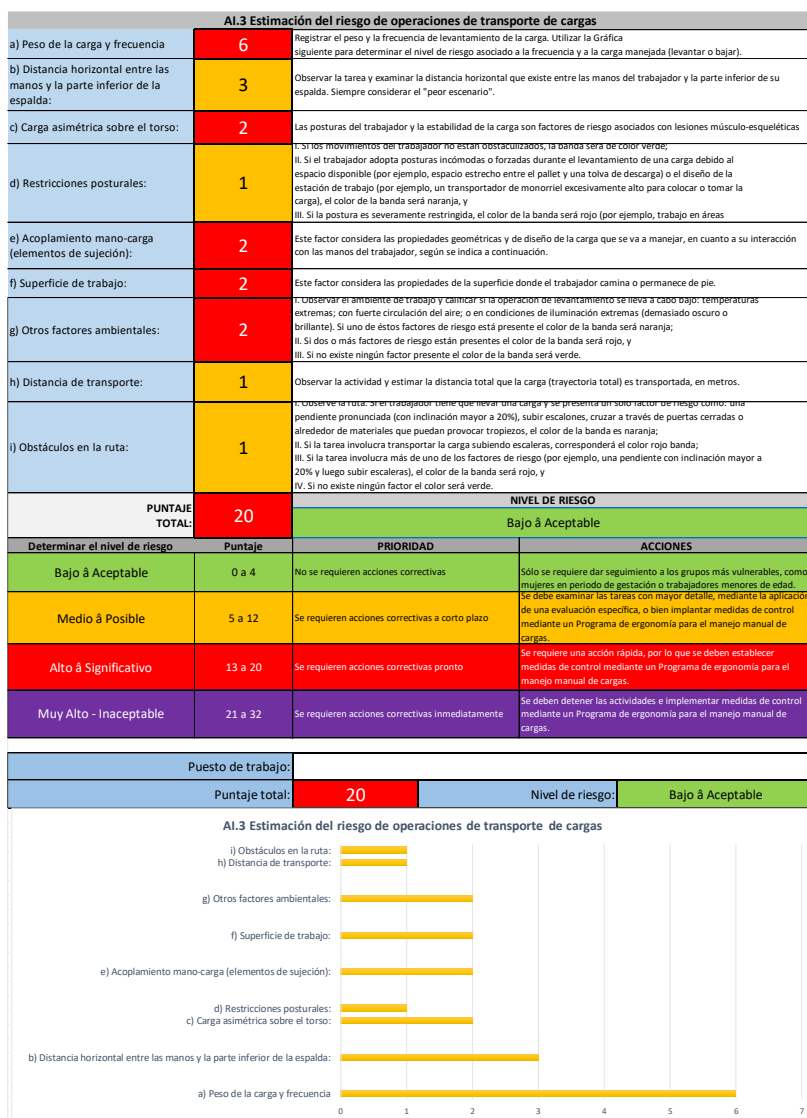 AI.3 Estimación del riesgo de operaciones de transporte de cargas
a) Peso de la carga y frecuencia
6
Registrar el peso y la frecuencia de levantamiento de la carga. Utilizar la Gráfica
siguiente para determinar el nivel de riesgo asociado a la frecuencia y a la carga manejada (levantar o bajar).
b) Distancia horizontal entre las
manos y la parte inferior de la
espalda:
3
Observar la tarea y examinar la distancia horizontal que existe entre las manos del trabajador y la parte inferior de su
espalda. Siempre considerar el "peor escenario".
c) Carga asimétrica sobre el torso:
2
Las posturas del trabajador y la estabilidad de la carga son factores de riesgo asociados con lesiones músculo-esqueléticas
d) Restricciones posturales:
1
I. Si los movimientos del trabajador no están obstaculizados, la banda será de color verde;
II. Si el trabajador adopta posturas incómodas o forzadas durante el levantamiento de una carga debido al
espacio disponible (por ejemplo, espacio estrecho entre el pallet y una tolva de descarga) o el diseño de la
estación de trabajo (por ejemplo, un transportador de monorriel excesivamente alto para colocar o tomar la
carga), el color de la banda será naranja, y
III. Si la postura es severamente restringida, el color de la banda será rojo (por ejemplo, trabajo en áreas
e) Acoplamiento mano-carga
(elementos de sujeción):
2
Este factor considera las propiedades geométricas y de diseño de la carga que se va a manejar, en cuanto a su interacción
con las manos del trabajador, según se indica a continuación.
f) Superficie de trabajo:
2
Este factor considera las propiedades de la superficie donde el trabajador camina o permanece de pie.
g) Otros factores ambientales:
2
I. Observar el ambiente de trabajo y calificar si la operación de levantamiento se lleva a cabo bajo: temperaturas
extremas; con fuerte circulación del aire; o en condiciones de iluminación extremas (demasiado oscuro o
brillante). Si uno de éstos factores de riesgo está presente el color de la banda será naranja;
II. Si dos o más factores de riesgo están presentes el color de la banda será rojo, y
III. Si no existe ningún factor presente el color de la banda será verde.
h) Distancia de transporte:
1
Observar la actividad y estimar la distancia total que la carga (trayectoria total) es transportada, en metros.
i) Obstáculos en la ruta:
1
I. Observe la ruta. Si el trabajador tiene que llevar una carga y se presenta un sólo factor de riesgo como: una
pendiente pronunciada (con inclinación mayor a 20%), subir escalones, cruzar a través de puertas cerradas o
alrededor de materiales que puedan provocar tropiezos, el color de la banda es naranja;
II. Si la tarea involucra transportar la carga subiendo escaleras, corresponderá el color rojo banda;
III. Si la tarea involucra más de uno de los factores de riesgo (por ejemplo, una pendiente con inclinación mayor a
20% y luego subir escaleras), el color de la banda será rojo, y
IV. Si no existe ningún factor el color será verde.
PUNTAJE
TOTAL:
20
NIVEL DE RIESGO
Bajo â Aceptable
Determinar el nivel de riesgo Puntaje PRIORIDAD ACCIONES
Bajo â Aceptable
0 a 4
No se requieren acciones correctivas
Sólo se requiere dar seguimiento a los grupos más vulnerables, como
mujeres en periodo de gestación o trabajadores menores de edad.
Medio â Posible
5 a 12
Se requieren acciones correctivas a corto plazo
Se debe examinar las tareas con mayor detalle, mediante la aplicación
de una evaluación específica, o bien implantar medidas de control
mediante un Programa de ergonomía para el manejo manual de
cargas.
Alto â Significativo
13 a 20
Se requieren acciones correctivas pronto
Se requiere una acción rápida, por lo que se deben establecer
medidas de control mediante un Programa de ergonomía para el
manejo manual de cargas.
Muy Alto - Inaceptable
21 a 32
Se requieren acciones correctivas inmediatamente
Se deben detener las actividades e implementar medidas de control
mediante un Programa de ergonomía para el manejo manual de
cargas.
Puesto de trabajo:
Puntaje total: 20 Nivel de riesgo: Bajo â Aceptable
AI.3 Estimación del riesgo de operaciones de transporte de cargas
i) Obstáculos en la ruta:
h) Distancia de transporte:
g) Otros factores ambientales:
f) Superficie de trabajo:
e) Acoplamiento mano-carga (elementos de sujeción):
d) Restricciones posturales:
c) Carga asimétrica sobre el torso:
b) Distancia horizontal entre las manos y la parte inferior de la espalda:
a) Peso de la carga y frecuencia
0 1 2 3 4 5 6 7